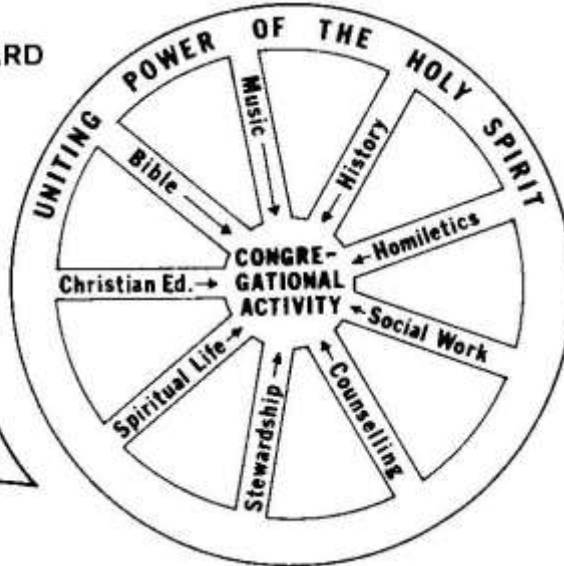 UNITING POWER OF THE HOLY SPIRIT
Music
History
Bible
Homiletics
CONGRE-
GATIONAL
ACTIVITY
Christian Ed.
Social Work
Spiritual Life
Counselling
Stewardship